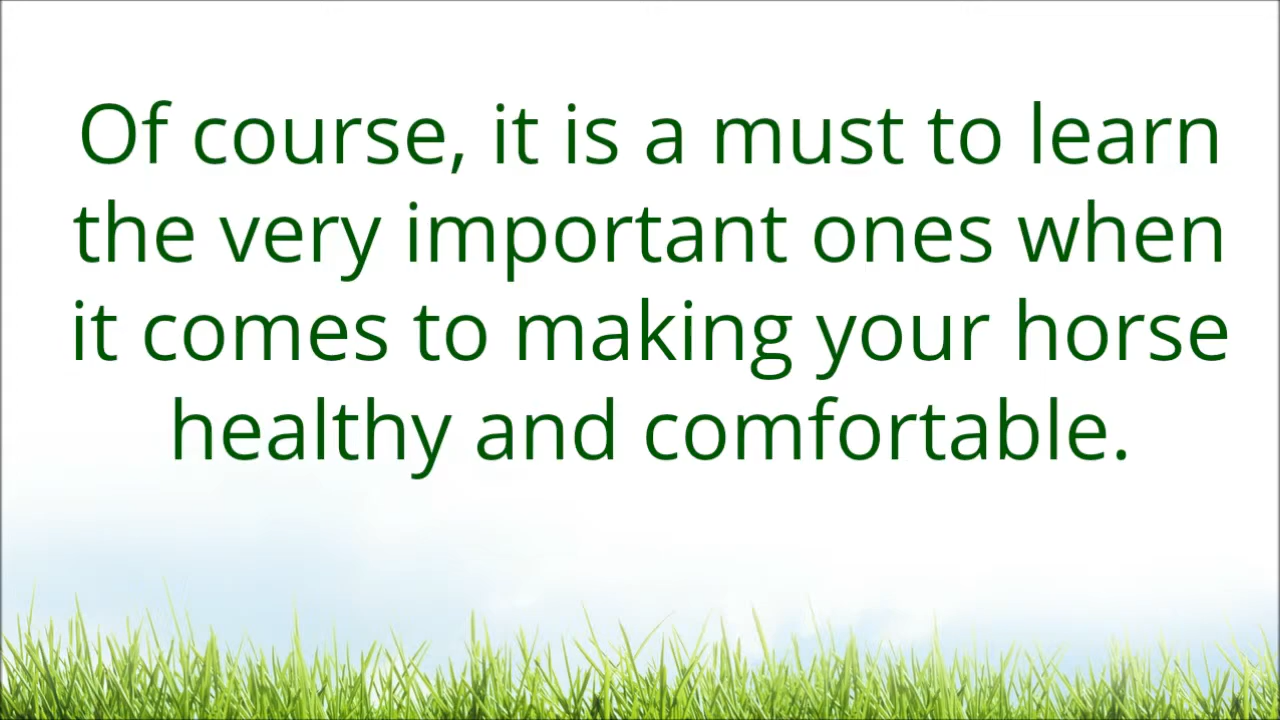 Of course, it is a must to learn
the very important ones when
it comes to making your horse
healthy and comfortable.